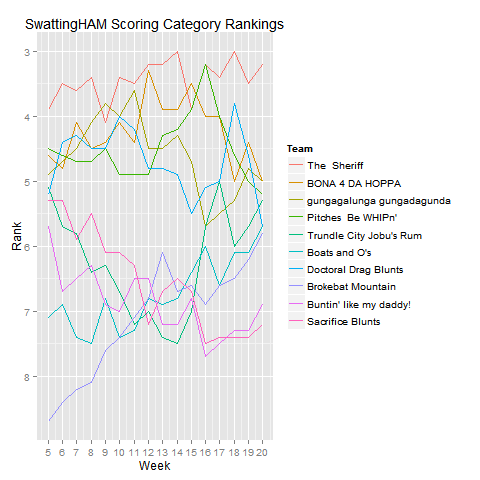 SwattingHAM Scoring Category Rankings
3
4
5
6
7
8
Rank
5 6 7 8 9 10 11 12 13 14 15 16 17 18 19 20
Week
Team
The Sheriff
BONA 4 DA HOPPA
gungagalunga gungadagunda
Pitches Be WHIPn'
Trundle City Jobu's Rum
Boats and O's
Doctoral Drag Blunts
Brokebat Mountain
Buntin' like my daddy!
Sacrifice Blunts